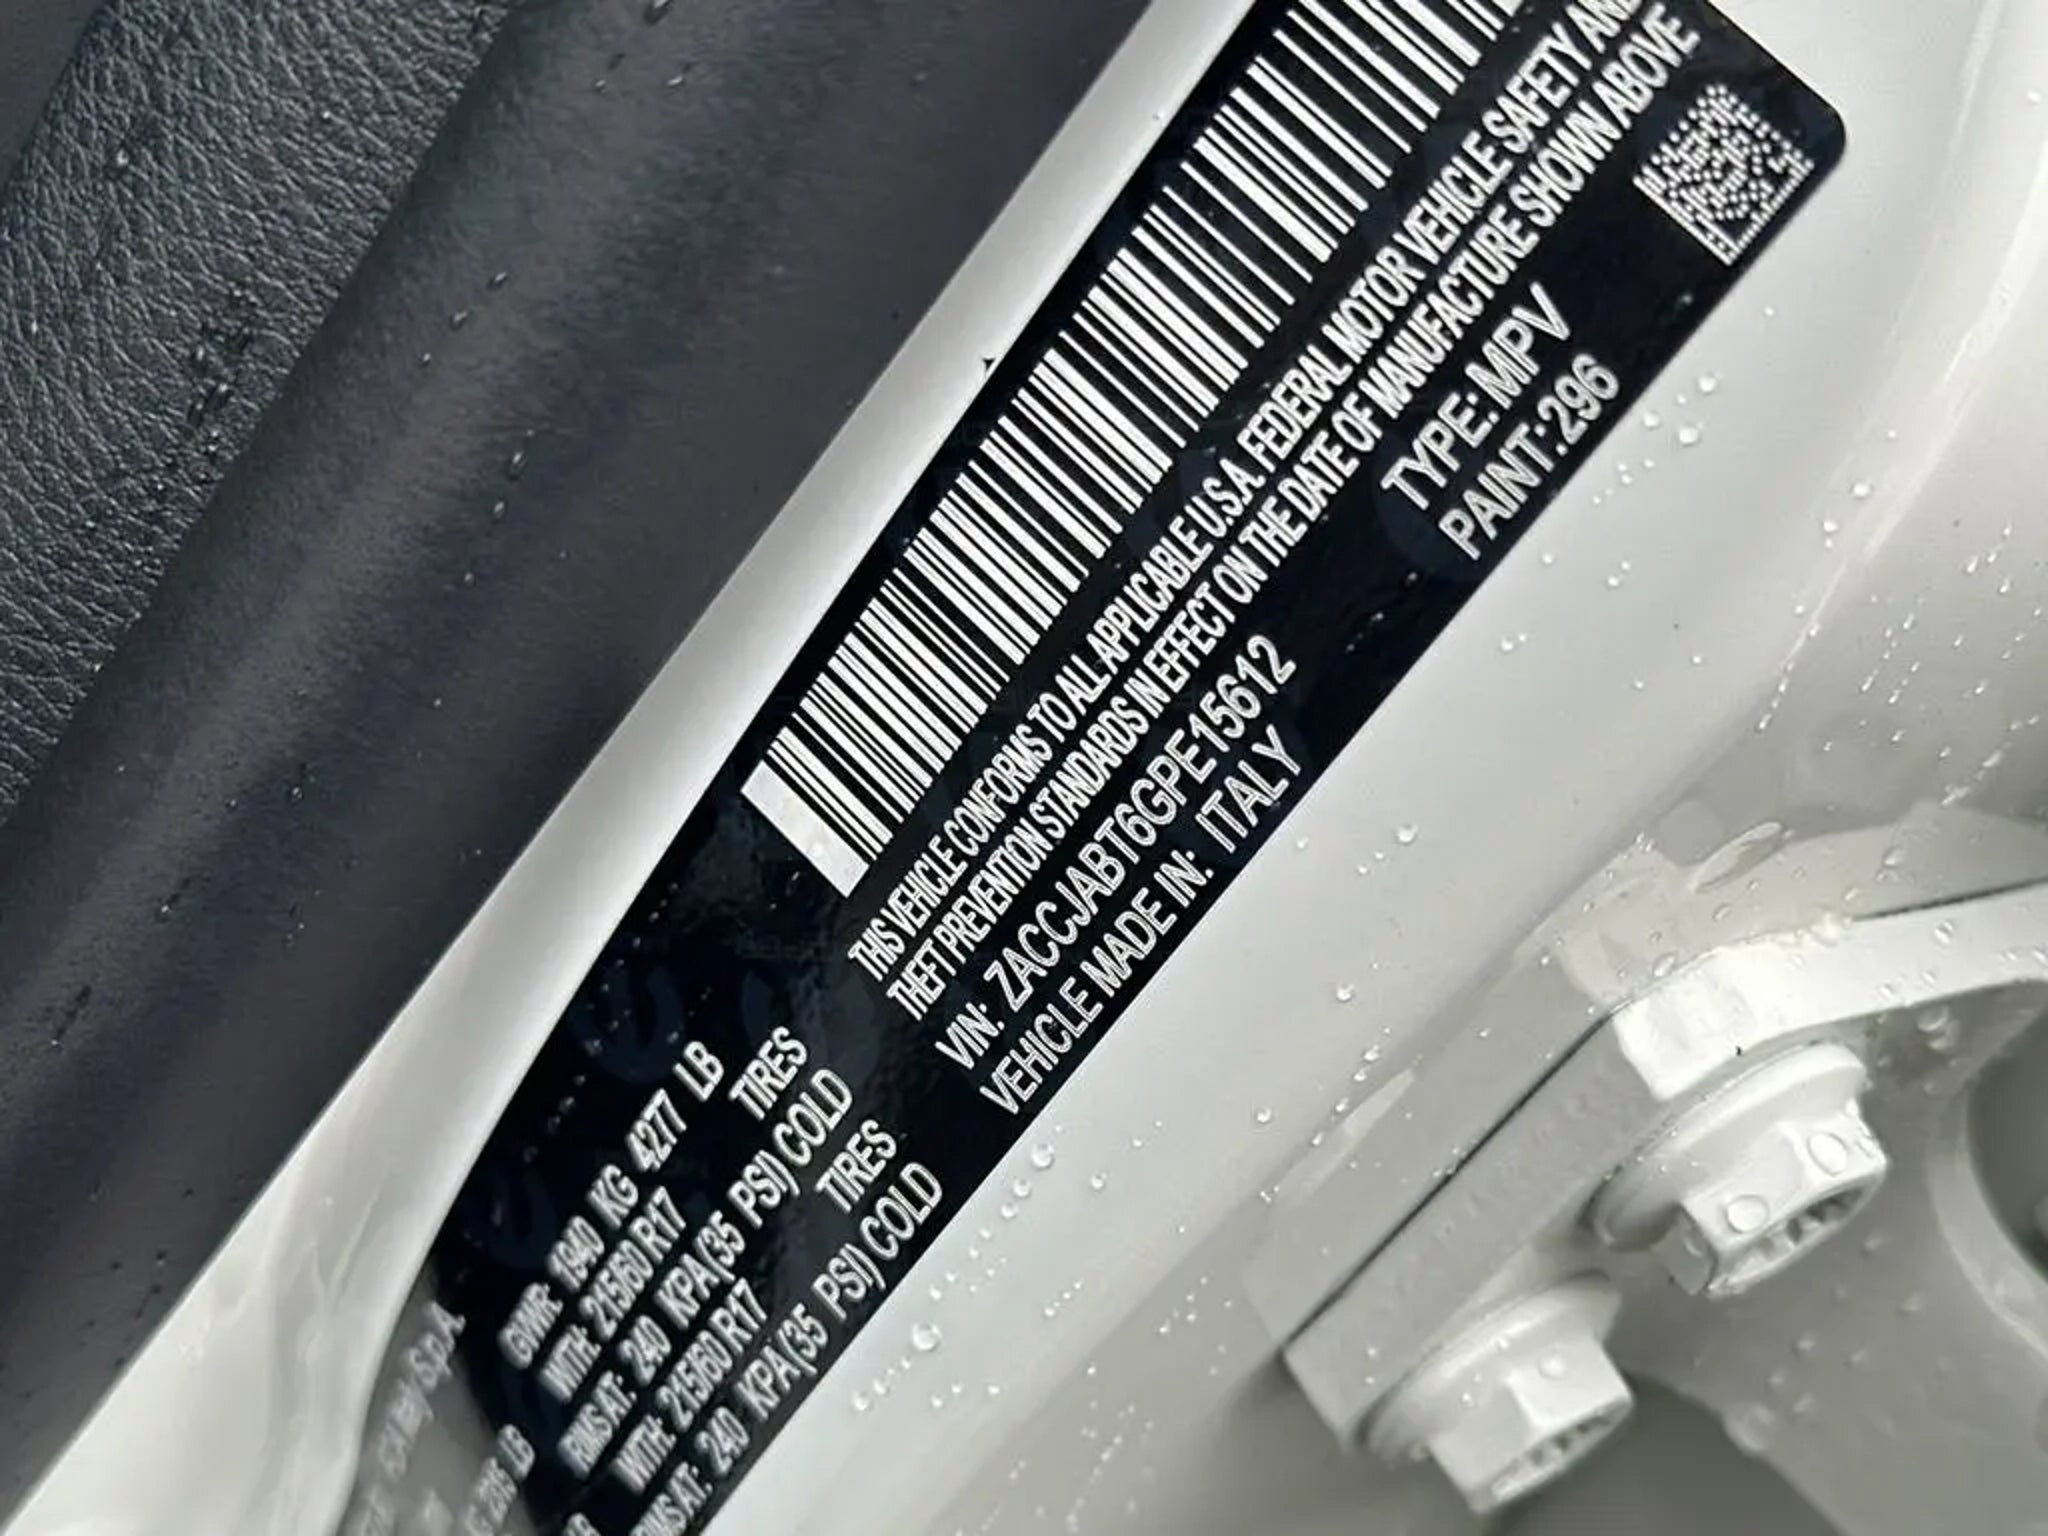 Italy S.p.A.
LB
GVWR: 1940 KG 4277 LB
WITH: 215/60 R17 TIRES
RIMS AT: 240 KPA(35 PSI) COLD
WITH: 215/60 R17 TIRES
RIMS AT: 240 KPA(35 PSI) COLD
THIS VEHICLE CONFORMS TO ALL APPLICABLE U.S.A. FEDERAL MOTOR VEHICLE SAFETY AND
THEFT PREVENTION STANDARDS IN EFFECT ON THE DATE OF MANUFACTURE SHOWN ABOVE
VIN: ZACCJABT6GPE15612 TYPE: MPV
VEHICLE MADE IN: ITALY PAINT:296